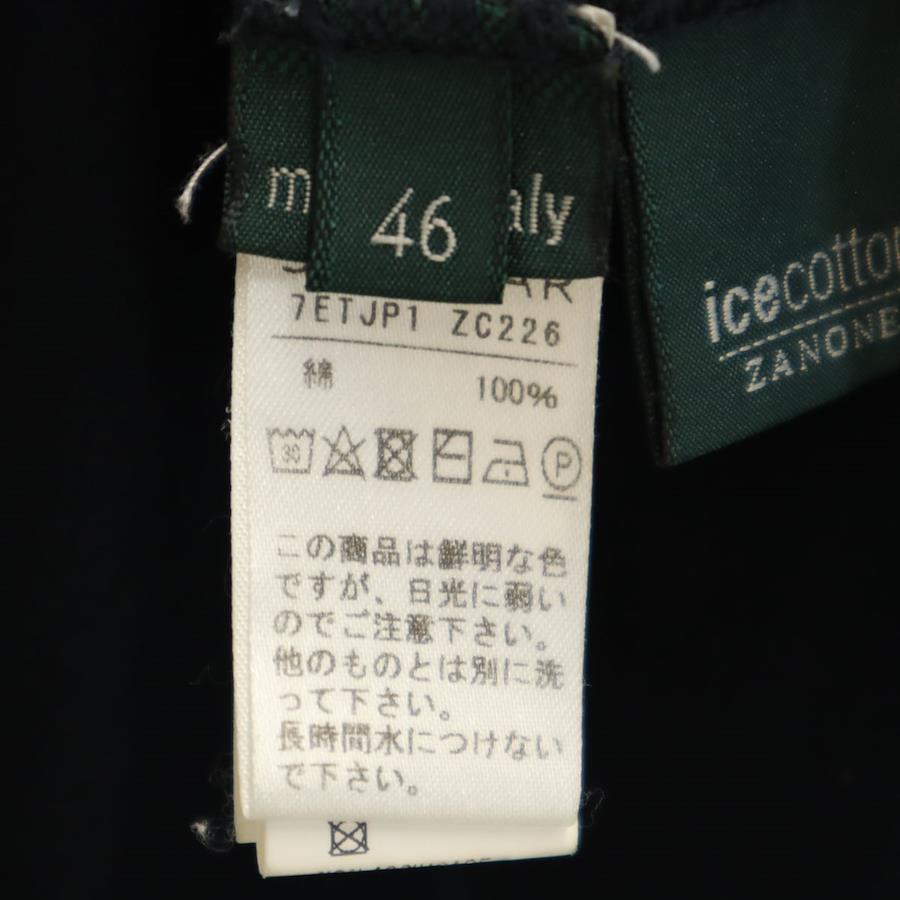 46
icecotton
ZANONE
7ETJP1 ZC226
綿 100%
30
P
この商品は鮮明な色
ですが、日光に弱い
のでご注意下さい。
他のものとは別に洗
って下さい。
長時間水につけない
で下さい。